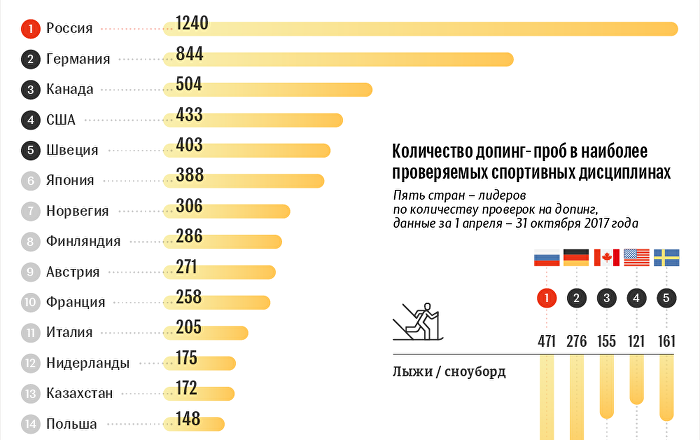 1 Россия 1240
2 Германия 844
3 Канада 504
4 США 433
5 Швеция 403
6 Япония 388
7 Норвегия 306
8 Финляндия 286
9 Австрия 271
10 Франция 258
11 Италия 205
12 Нидерланды 175
13 Казахстан 172
14 Польша 148
Количество допинг-проб в наиболее
проверяемых спортивных дисциплинах
Пять стран – лидеров
по количеству проверок на допинг,
данные за 1 апреля – 31 октября 2017 года
1 2 3 4 5
471 276 155 121 161
Лыжи / сноуборд